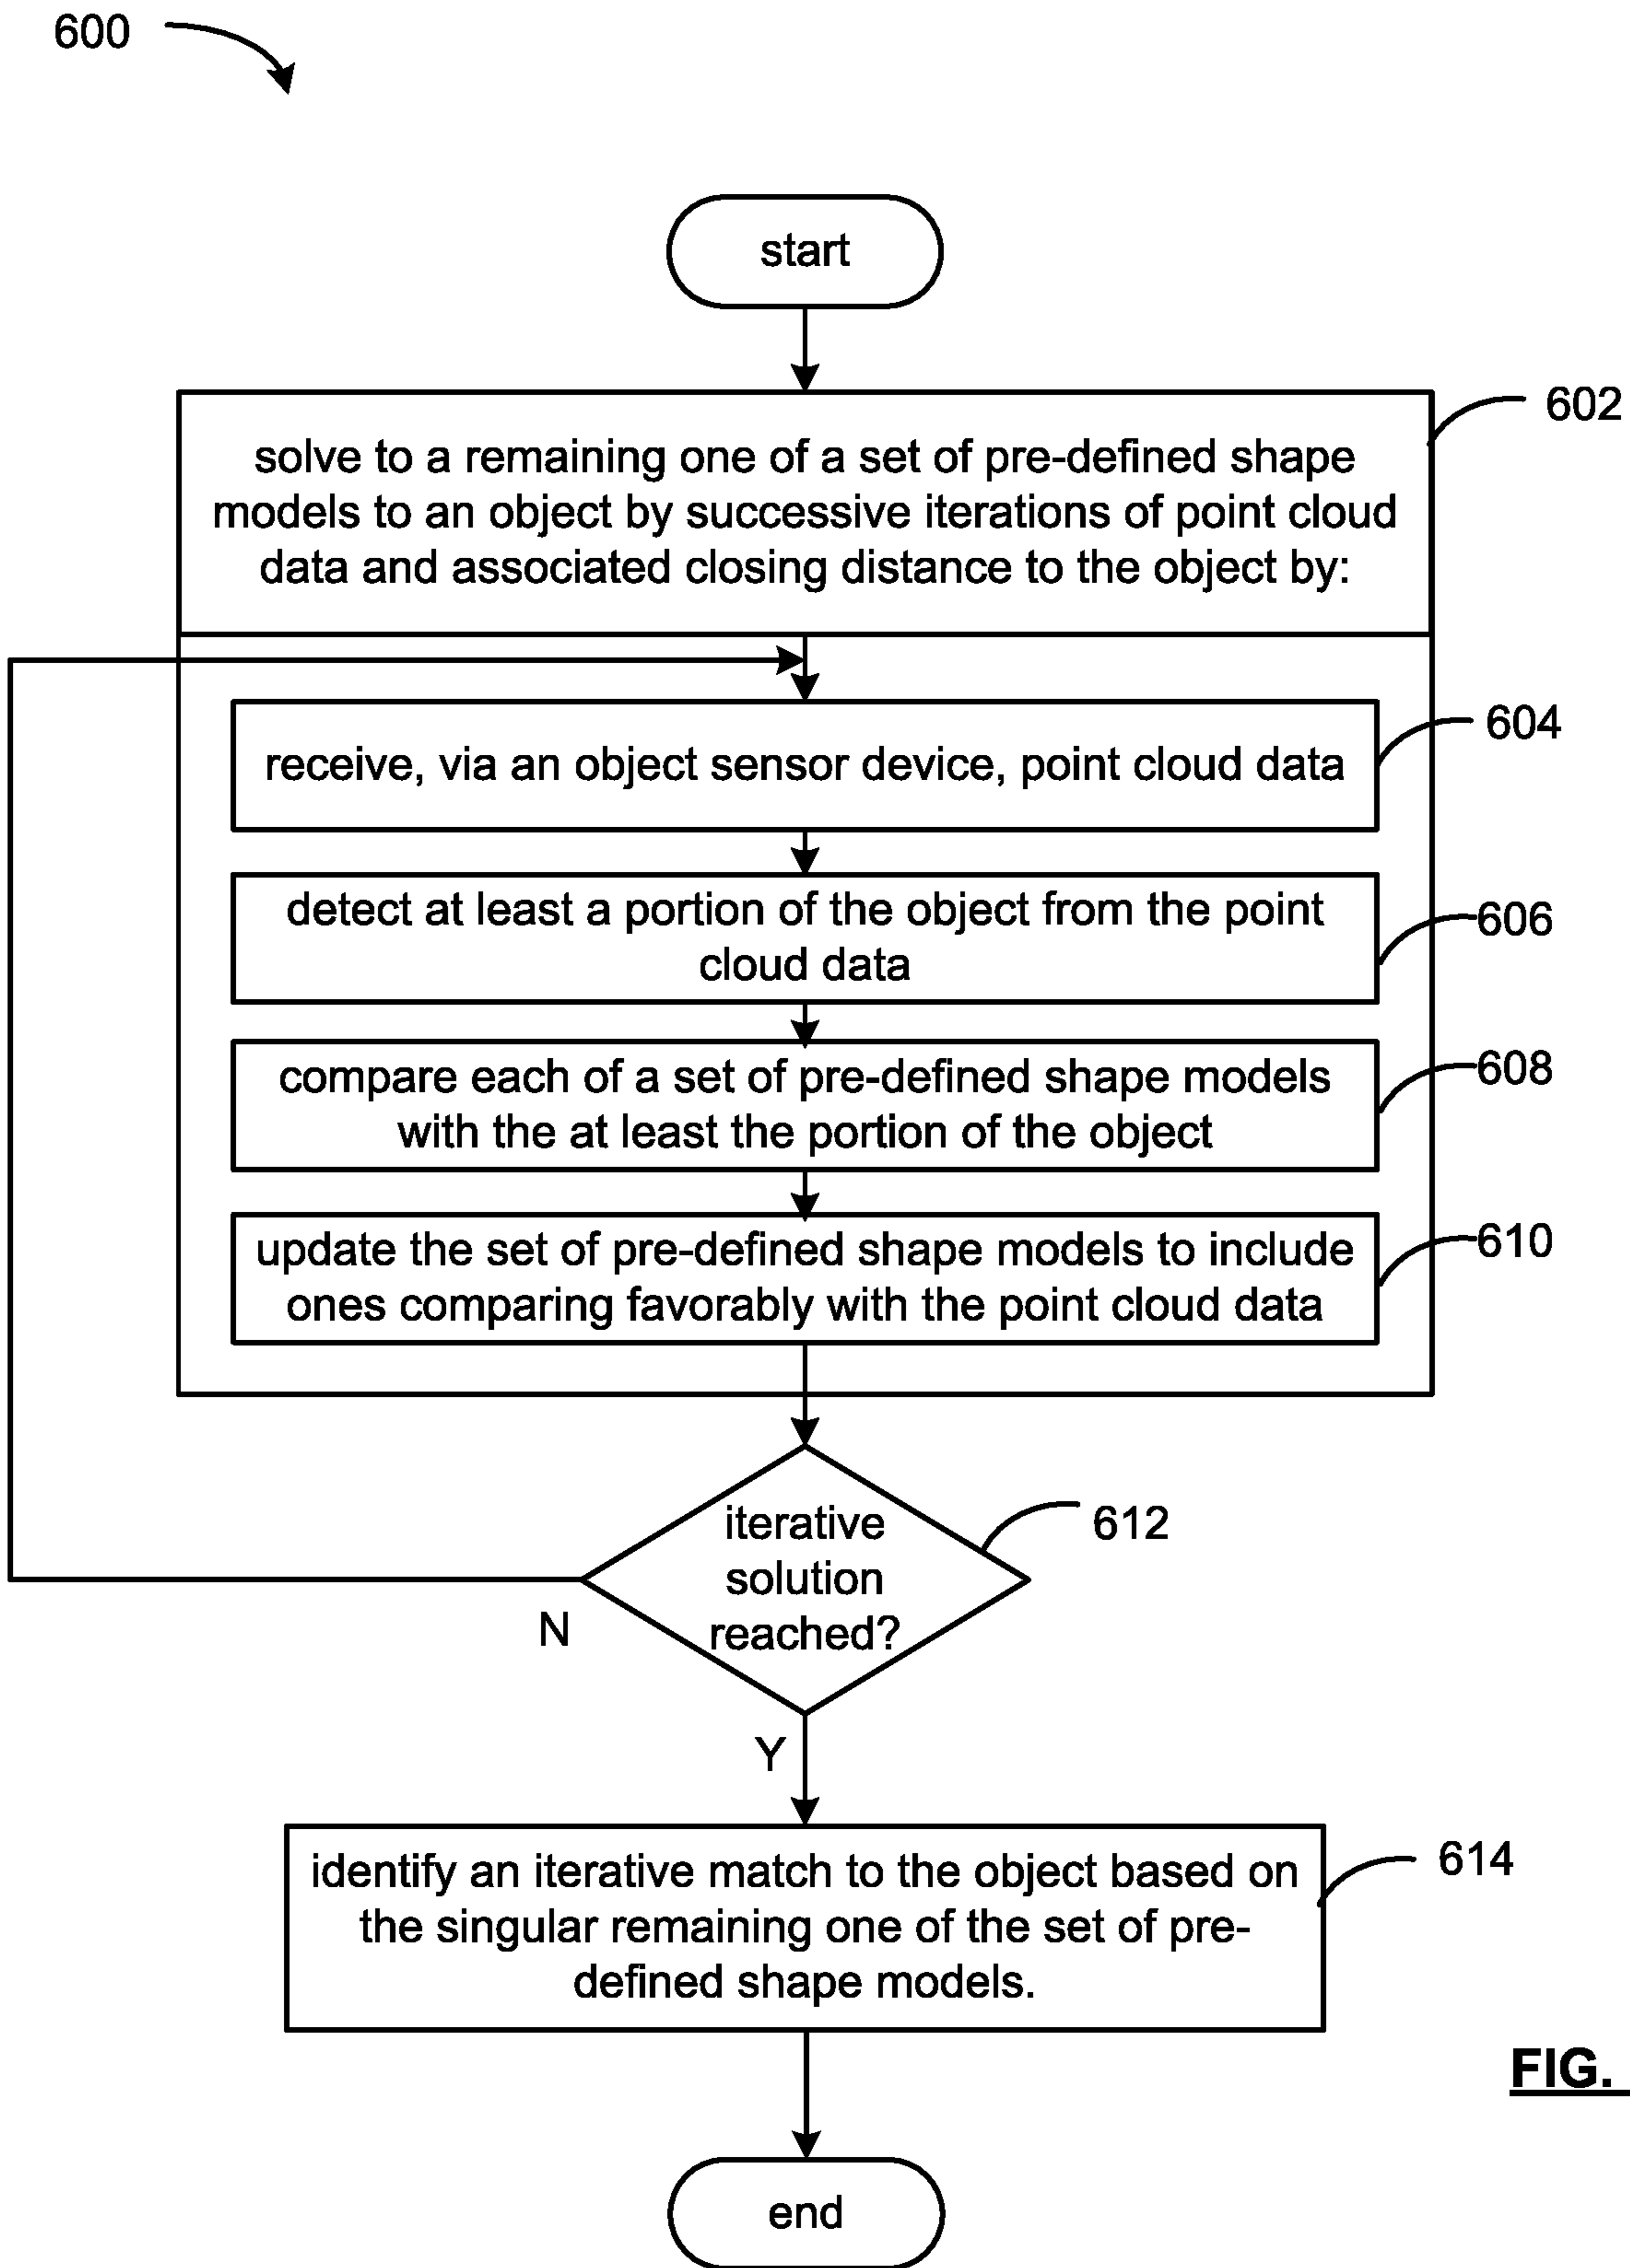 600
start
602
solve to a remaining one of a set of pre-defined shape
models to an object by successive iterations of point cloud
data and associated closing distance to the object by:
604
receive, via an object sensor device, point cloud data
detect at least a portion of the object from the point
cloud data
606
compare each of a set of pre-defined shape models
with the at least the portion of the object
608
update the set of pre-defined shape models to include
ones comparing favorably with the point cloud data
610
iterative
solution
reached?
612
N
Y
identify an iterative match to the object based on
the singular remaining one of the set of pre-
defined shape models.
614
FIG.
end